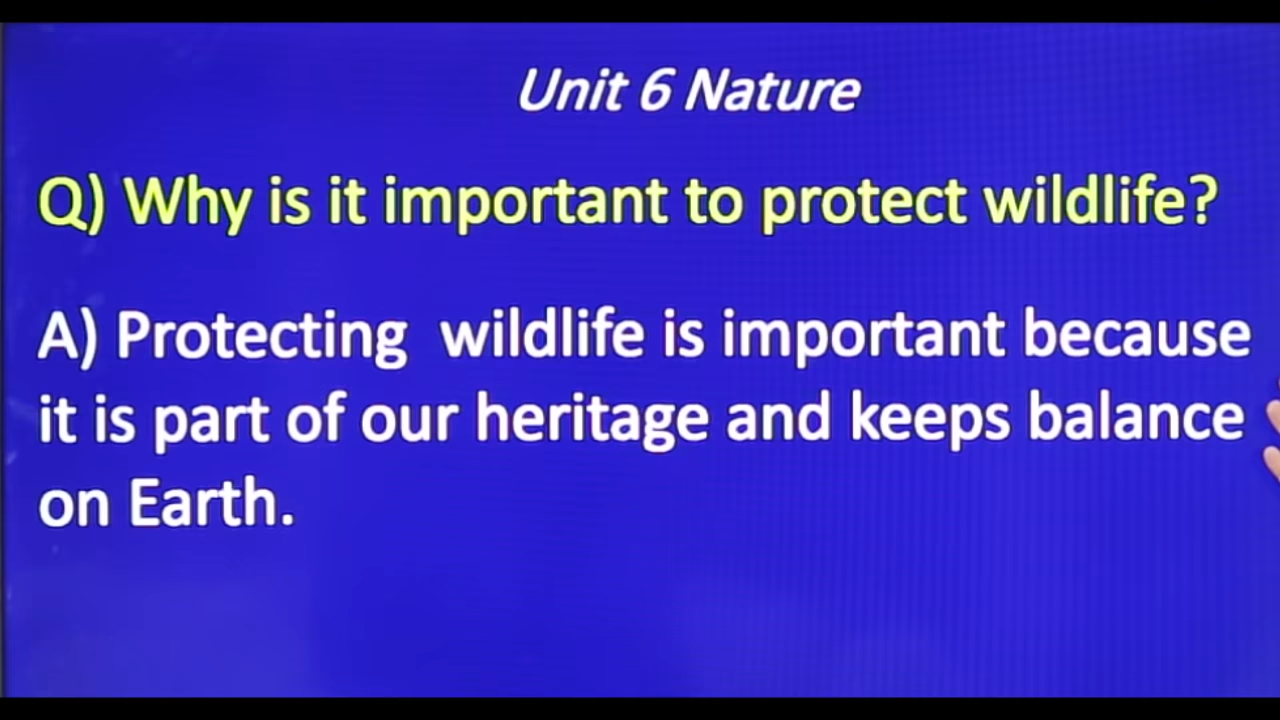 Unit 6 Nature
Q) Why is it important to protect wildlife?
A) Protecting wildlife is important because
it is part of our heritage and keeps balance
on Earth.